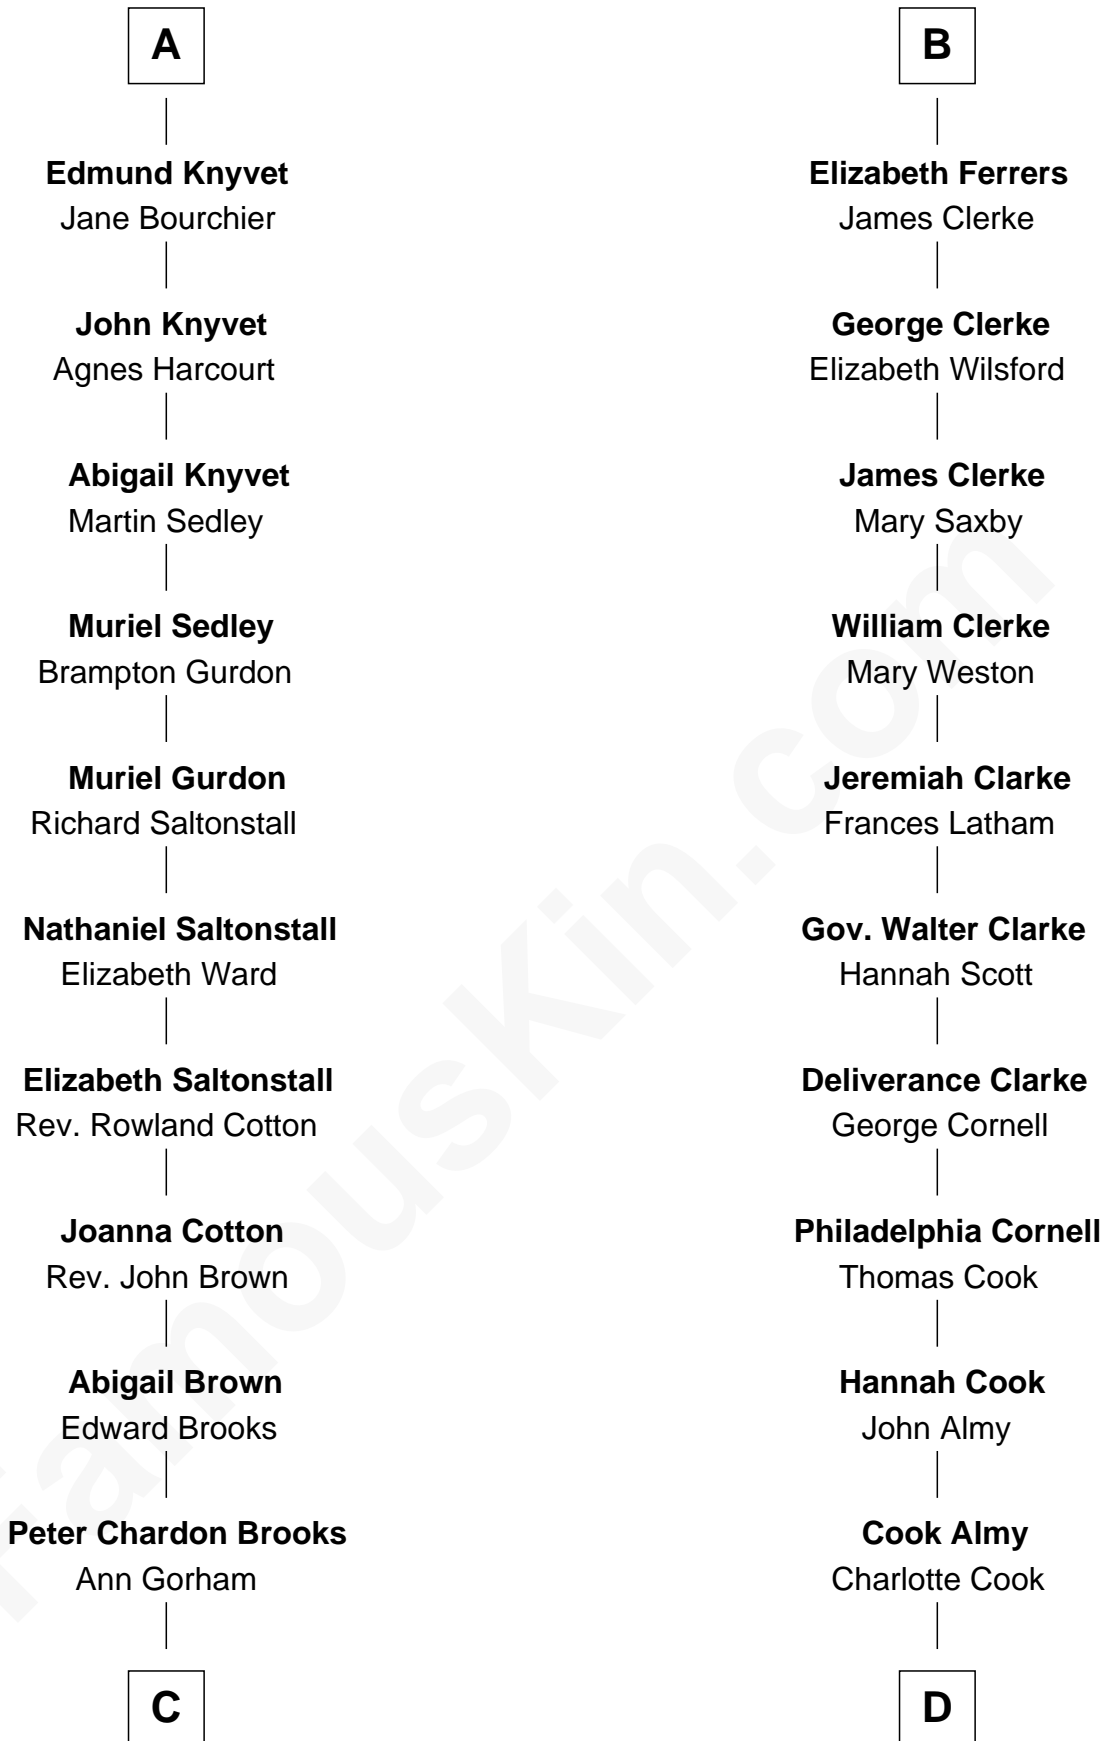 A
Edmund Knyvet
Jane Bourchier
John Knyvet
Agnes Harcourt
Abigail Knyvet
Martin Sedley
Muriel Sedley
Brampton Gurdon
Muriel Gurdon
Richard Saltonstall
Nathaniel Saltonstall
Elizabeth Ward
Elizabeth Saltonstall
Rev. Rowland Cotton
Joanna Cotton
Rev. John Brown
Abigail Brown
Edward Brooks
Peter Chardon Brooks
Ann Gorham
C
B
Elizabeth Ferrers
James Clerke
George Clerke
Elizabeth Wilsford
James Clerke
Mary Saxby
William Clerke
Mary Weston
Jeremiah Clarke
Frances Latham
Gov. Walter Clarke
Hannah Scott
Deliverance Clarke
George Cornell
Philadelphia Cornell
Thomas Cook
Hannah Cook
John Almy
Cook Almy
Charlotte Cook
D
FamousKin.com